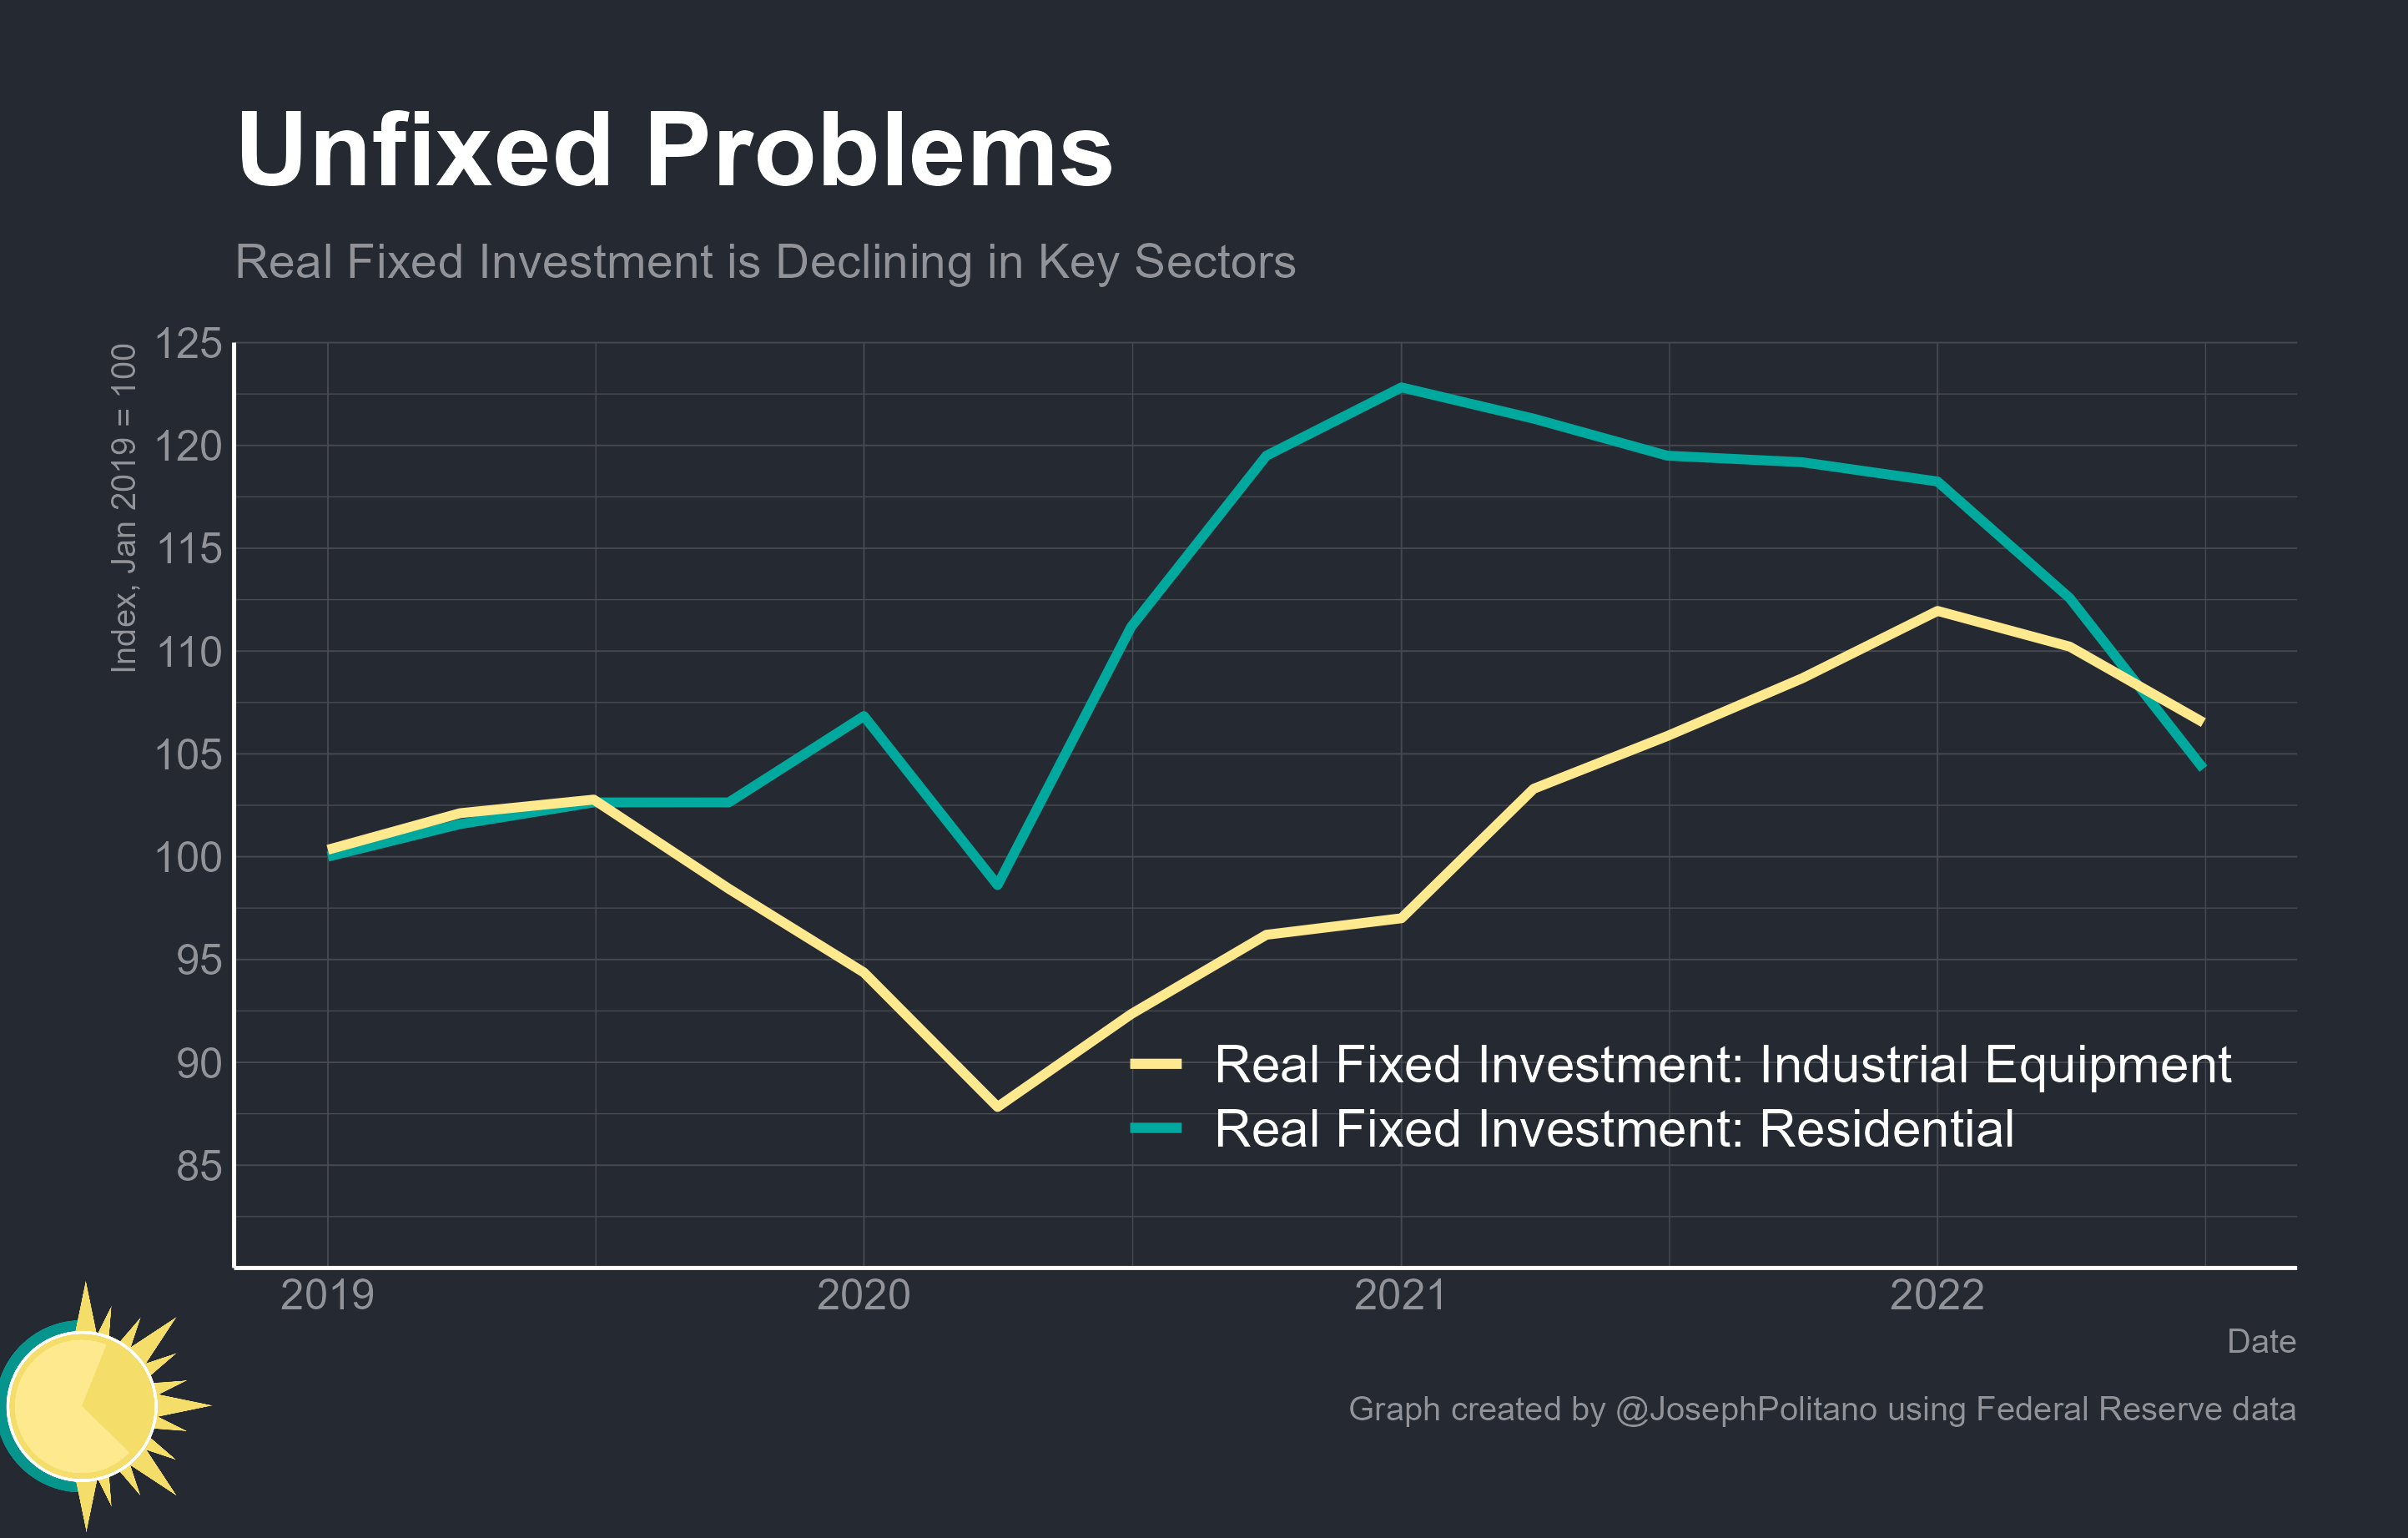 Unfixed Problems
Real Fixed Investment is Declining in Key Sectors
Index, Jan 2019 = 100
125
120
115
110
105
100
95
90
85
Real Fixed Investment: Industrial Equipment
Real Fixed Investment: Residential
2019 2020 2021 2022
Date
Graph created by @JosephPolitano using Federal Reserve data